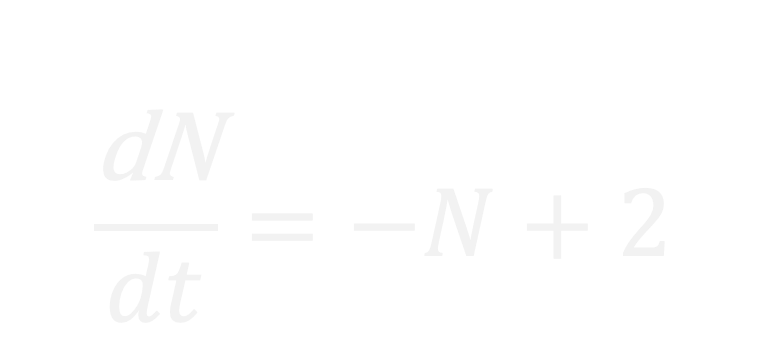 dN/dt = −N + 2